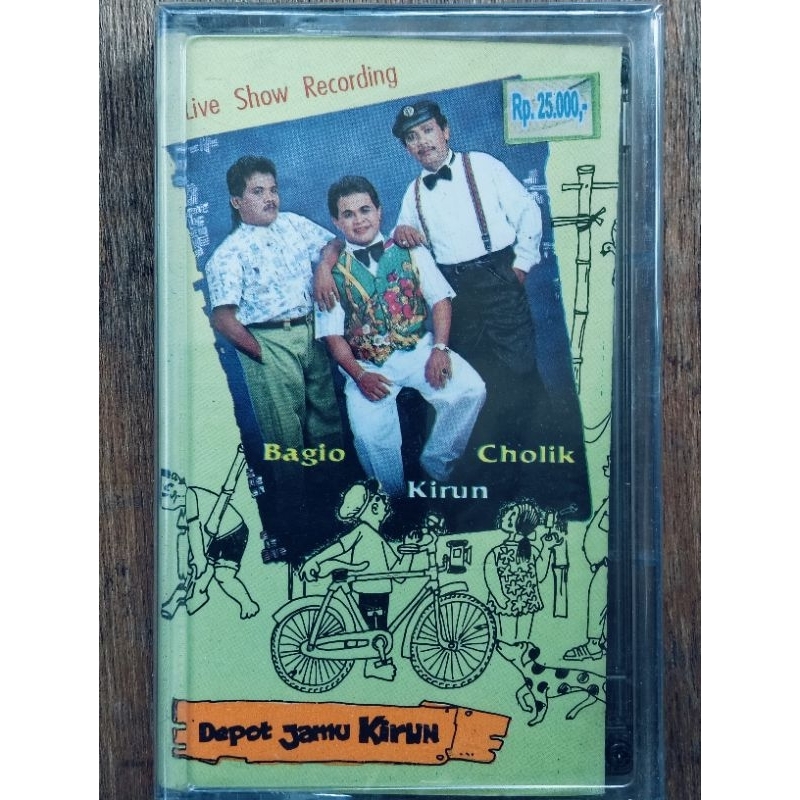 Live Show Recording
Rp. 25.000,-
Bagio
Cholik
Kirun
Depot Jamu Kirun